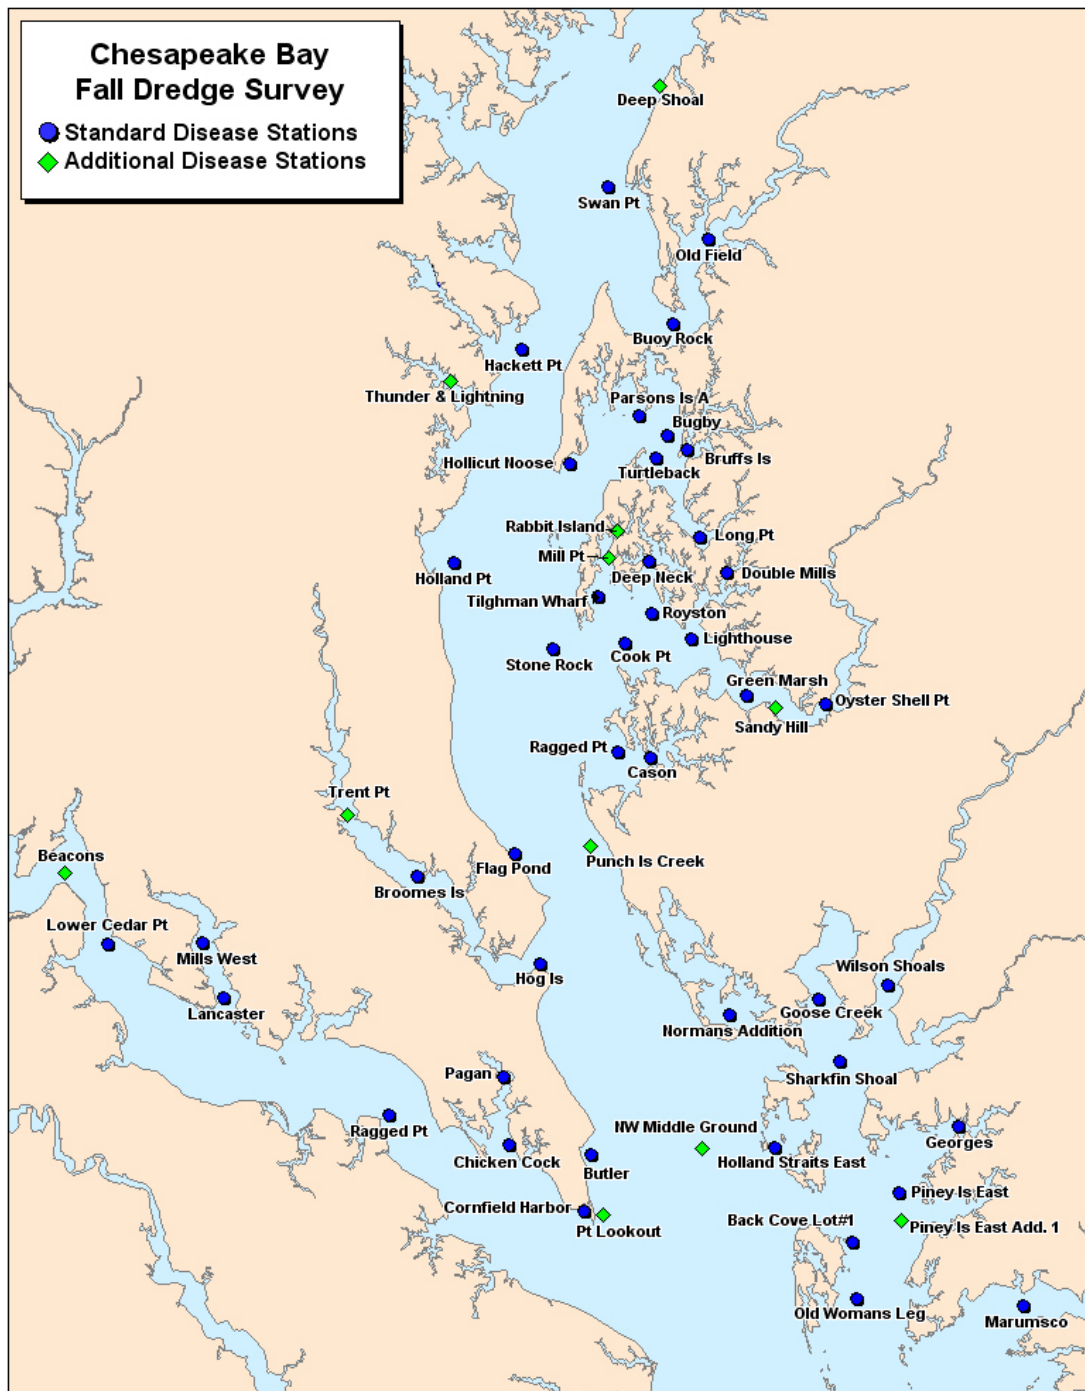 Chesapeake Bay
Fall Dredge Survey
Standard Disease Stations
Additional Disease Stations
Deep Shoal
Swan Pt
Old Field
Buoy Rock
Hackett Pt
Thunder & Lightning
Parsons Is A
Bugby
Hollicut Noose
Bruffs Is
Turtleback
Rabbit Island
Long Pt
Mill Pt
Holland Pt
Deep Neck
Double Mills
Tilghman Wharf
Royston
Lighthouse
Stone Rock
Cook Pt
Green Marsh
Oyster Shell Pt
Sandy Hill
Ragged Pt
Cason
Trent Pt
Beacons
Flag Pond
Punch Is Creek
Broomes Is
Lower Cedar Pt
Mills West
Wilson Shoals
Hog Is
Lancaster
Goose Creek
Normans Addition
Pagan
Sharkfin Shoal
Ragged Pt
NW Middle Ground
Georges
Chicken Cock
Butler
Holland Straits East
Piney Is East
Cornfield Harbor
Back Cove Lot#1
Pt Lookout
Piney Is East Add. 1
Old Womans Leg
Marumsco